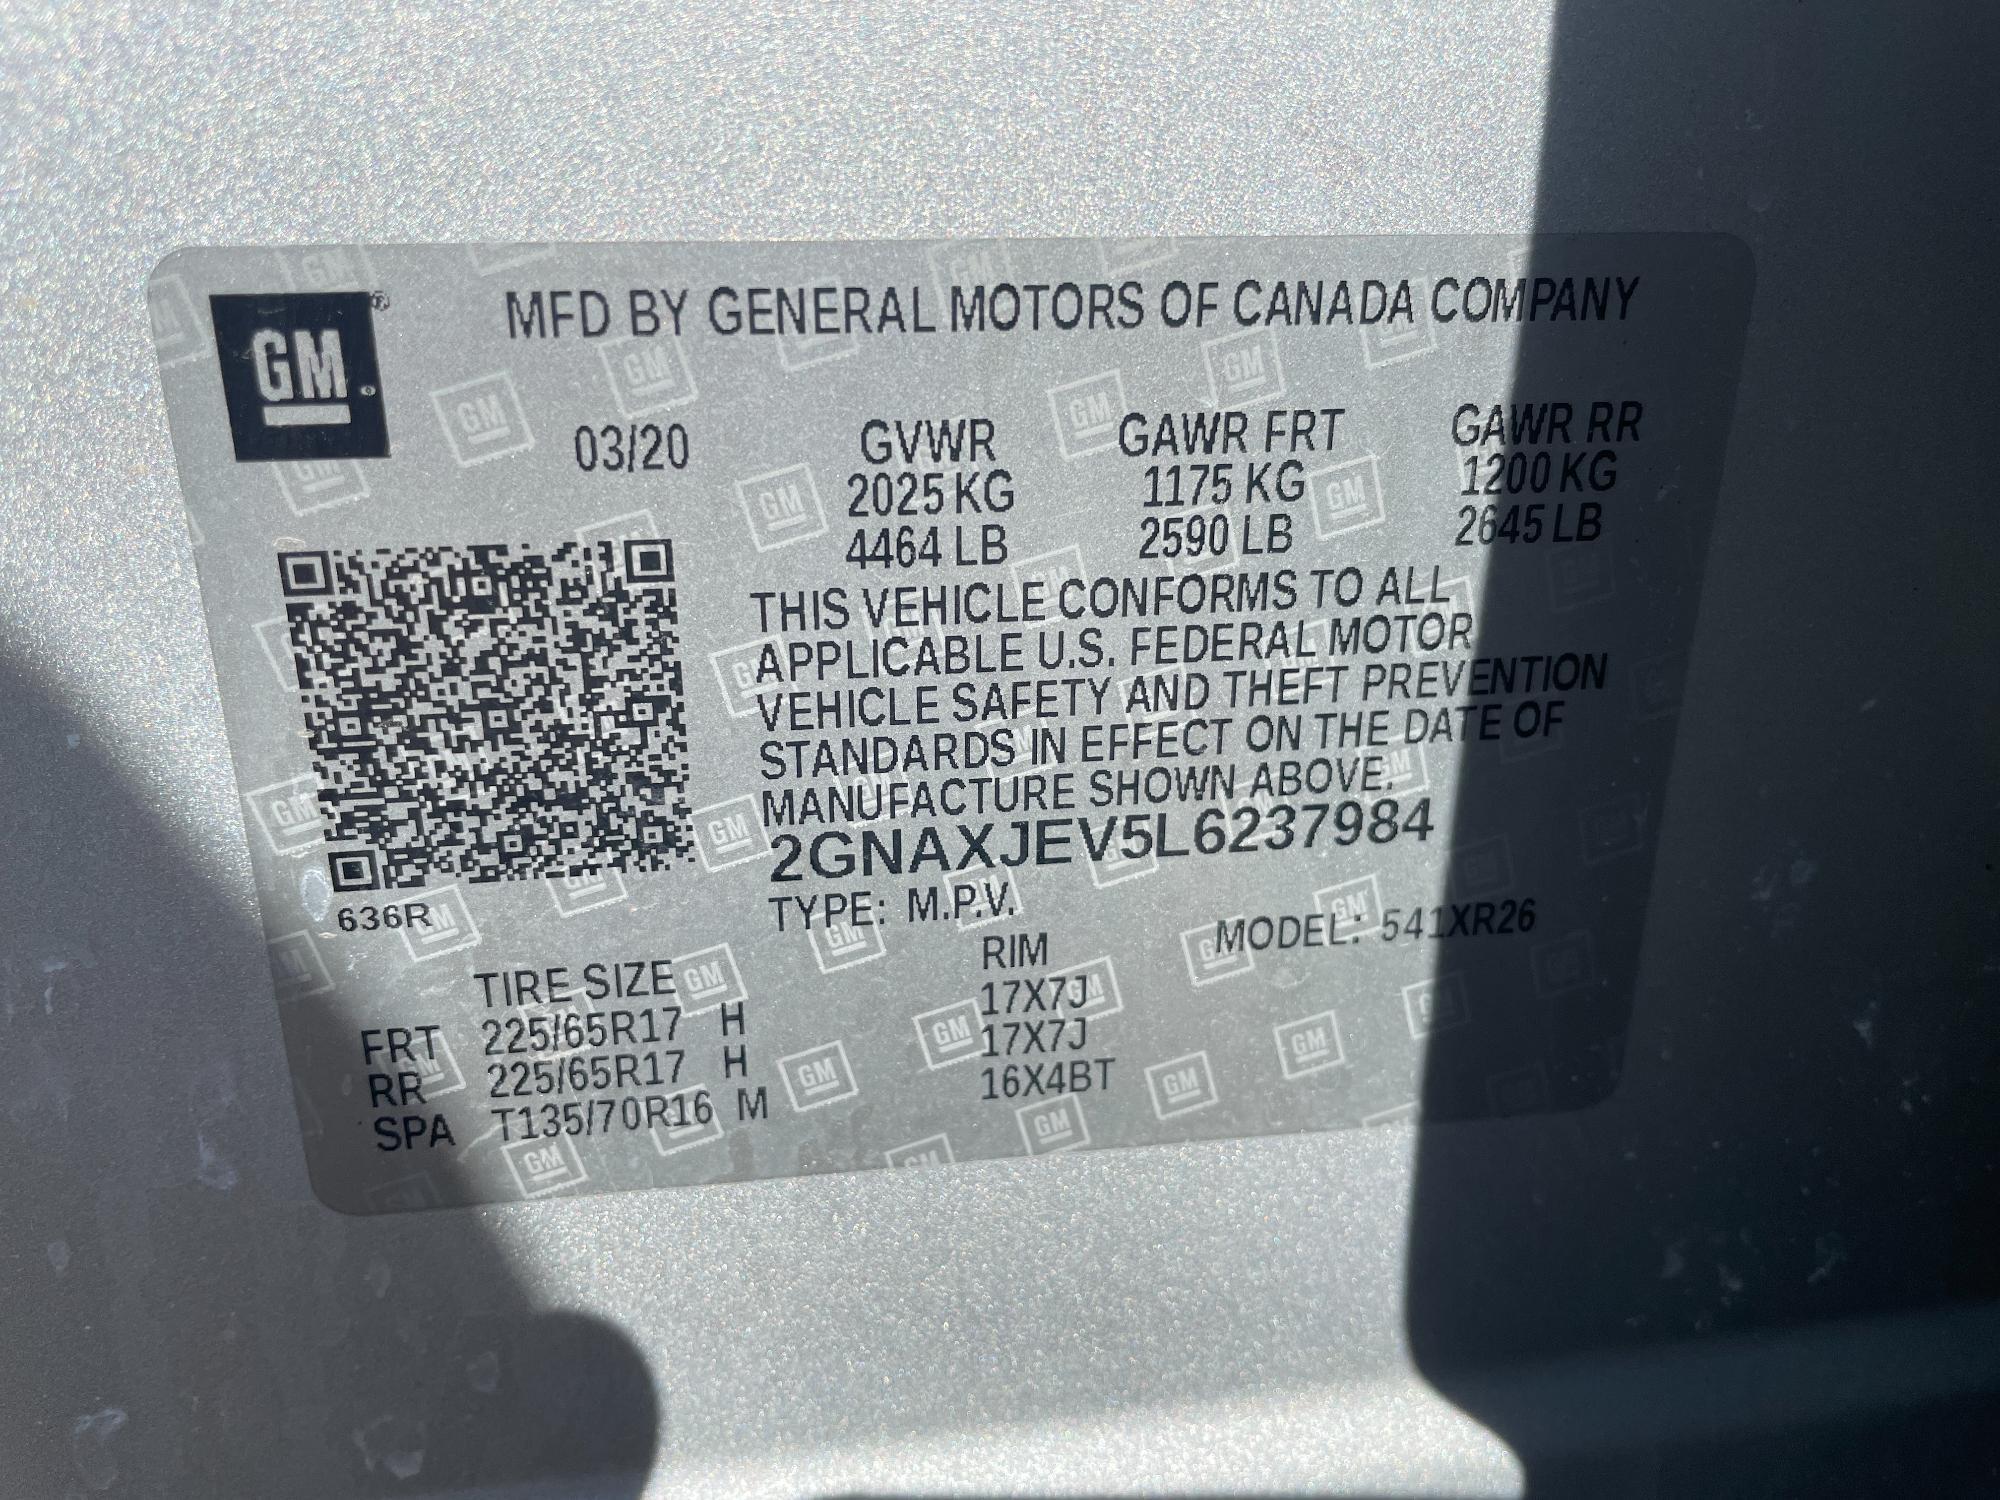 GM
MFD BY GENERAL MOTORS OF CANADA COMPANY
03/20 GVWR GAWR FRT GAWR RR
2025 KG 1175 KG 1200 KG
4464 LB 2590 LB 2645 LB
THIS VEHICLE CONFORMS TO ALL
APPLICABLE U.S. FEDERAL MOTOR
VEHICLE SAFETY AND THEFT PREVENTION
STANDARDS IN EFFECT ON THE DATE OF
MANUFACTURE SHOWN ABOVE.
2GNAXJEV5L6237984
636R
TYPE: M.P.V. MODEL: 541XR26
TIRE SIZE RIM
FRT 225/65R17 H 17X7J
RR 225/65R17 H 17X7J
SPA T135/70R16 M 16X4BT